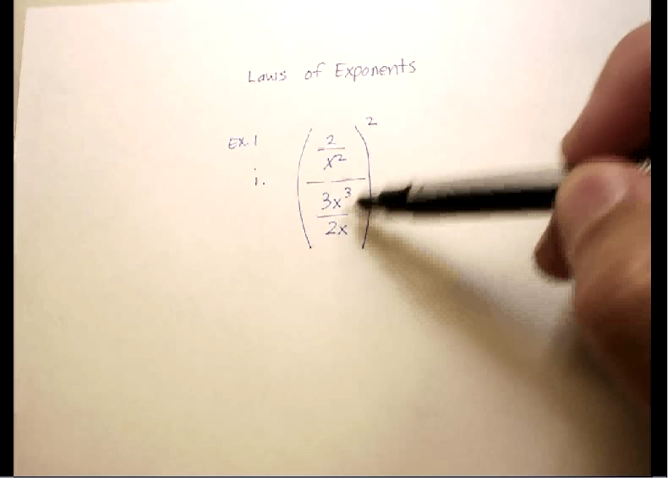 Laws of Exponents
Ex.1
i.
( 2
x²
3x³
2x )²